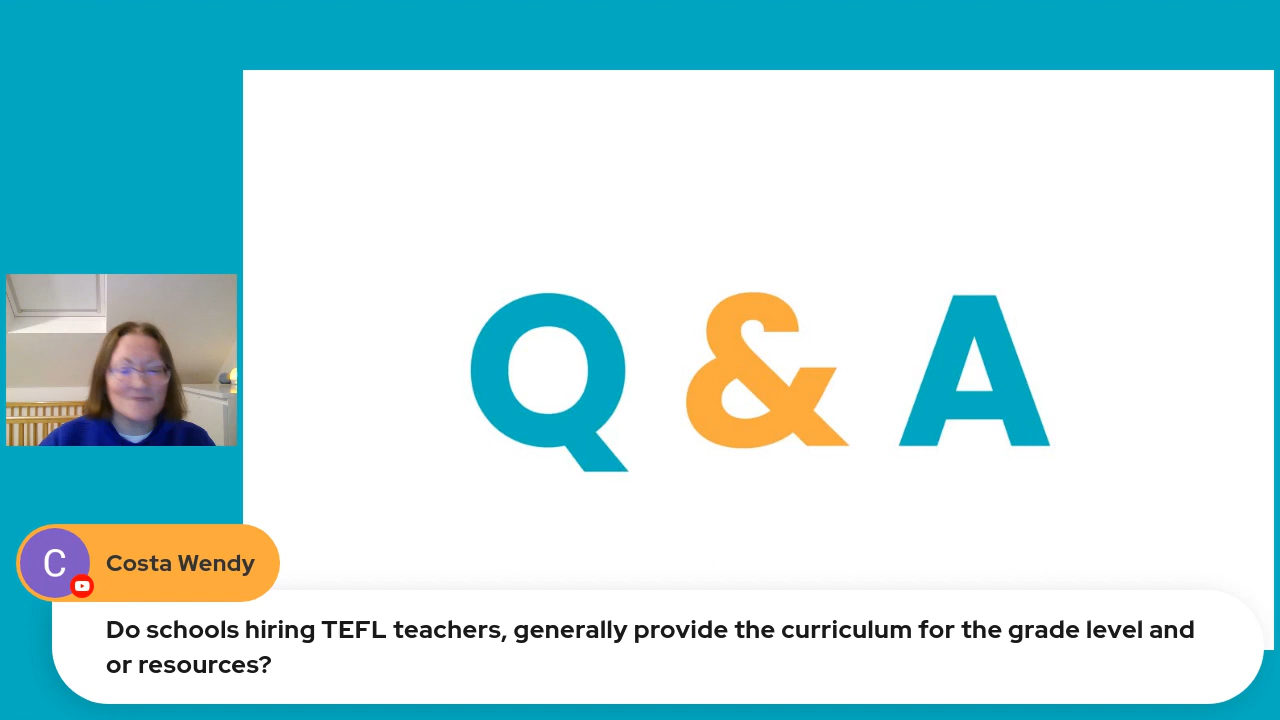 Q & A
C
Costa Wendy
Do schools hiring TEFL teachers, generally provide the curriculum for the grade level and
or resources?